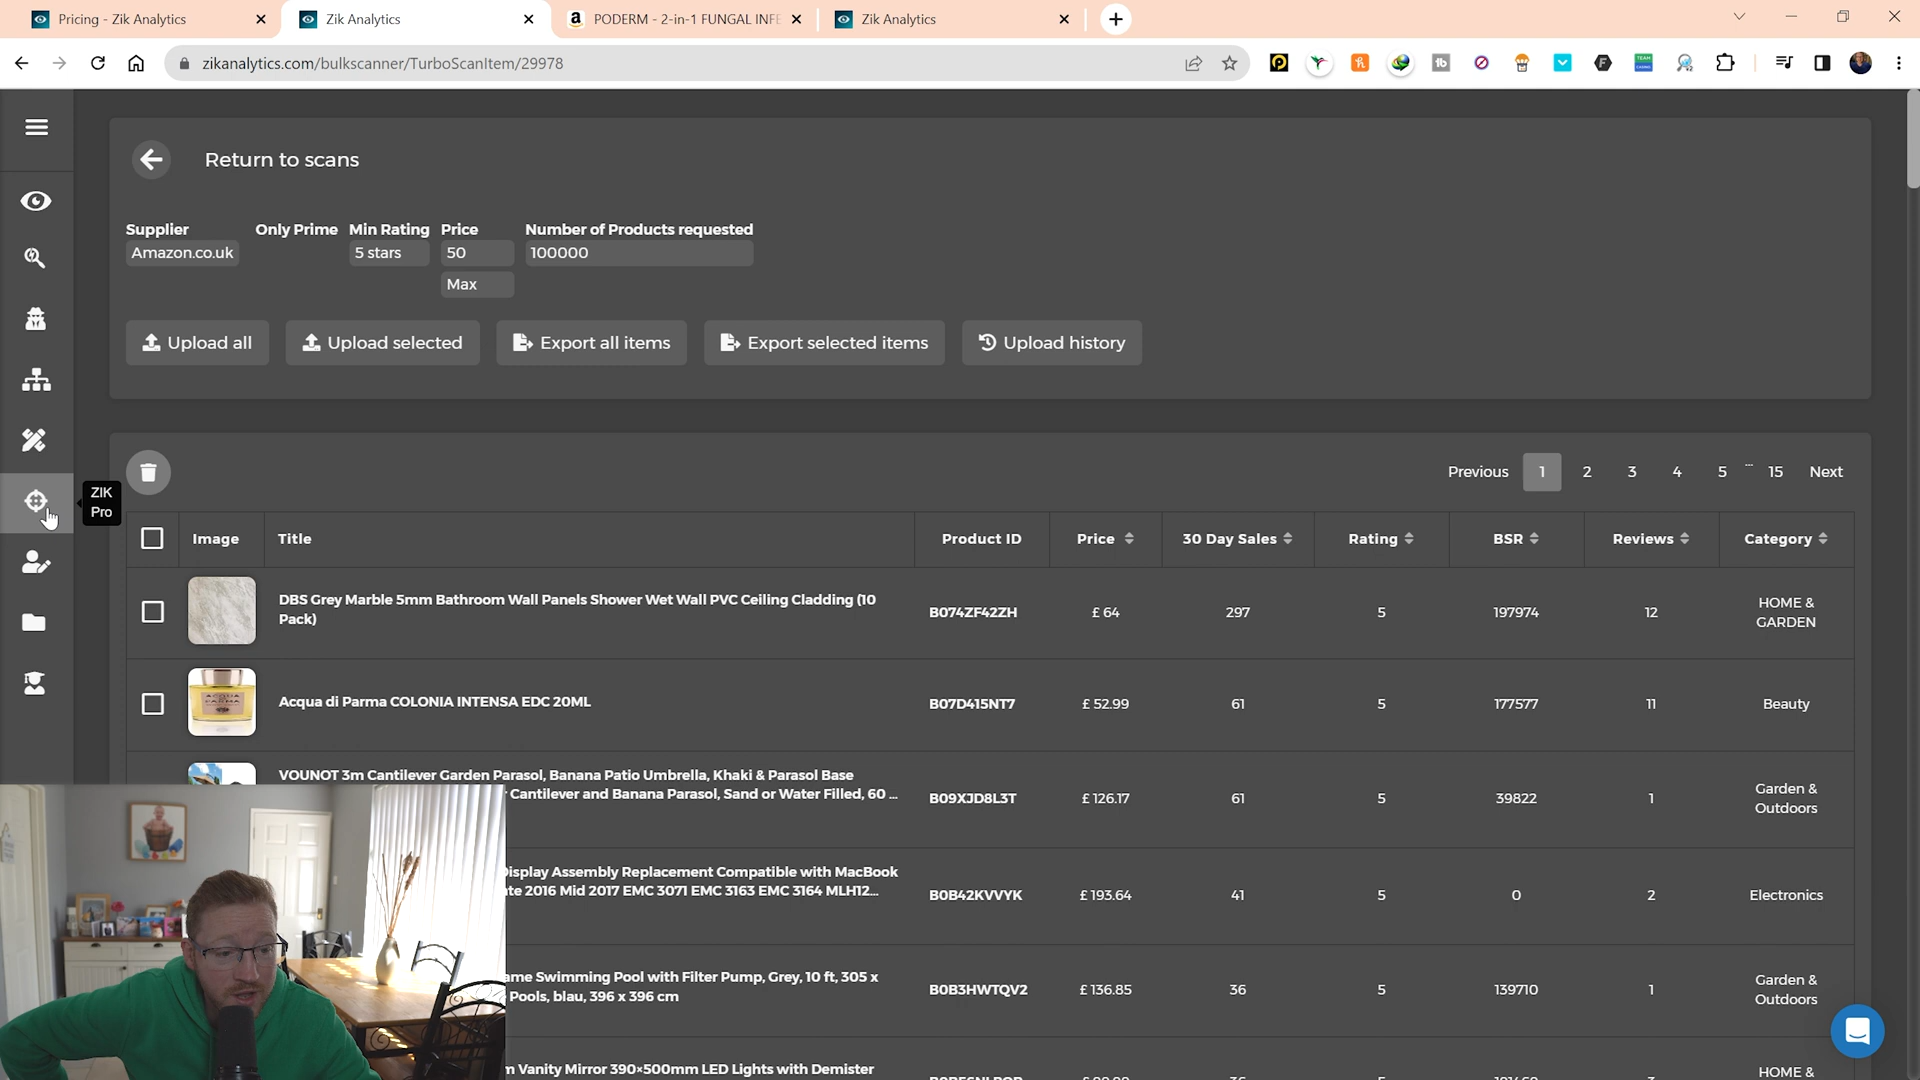 Pricing - Zik Analytics
Zik Analytics
PODERM - 2-in-1 FUNGAL INFE
Zik Analytics
zikanalytics.com/bulkscanner/TurboScanItem/29978
Return to scans
Supplier
Only Prime
Min Rating
Price
Number of Products requested
Amazon.co.uk
5 stars
50
100000
Max
Upload all
Upload selected
Export all items
Export selected items
Upload history
ZIK
Pro
Previous
1
2
3
4
5
...
15
Next
Image
Title
Product ID
Price
30 Day Sales
Rating
BSR
Reviews
Category
DBS Grey Marble 5mm Bathroom Wall Panels Shower Wet Wall PVC Ceiling Cladding (10
Pack)
B074ZF42ZH
£ 64
297
5
197974
12
HOME &
GARDEN
Acqua di Parma COLONIA INTENSA EDC 20ML
B07D415NT7
£ 52.99
61
5
177577
11
Beauty
VOUNOT 3m Cantilever Garden Parasol, Banana Patio Umbrella, Khaki & Parasol Base
Cantilever and Banana Parasol, Sand or Water Filled, 60 ...
B09XJD8L3T
£ 126.17
61
5
39822
1
Garden &
Outdoors
Display Assembly Replacement Compatible with MacBook
2016 Mid 2017 EMC 3071 EMC 3163 EMC 3164 MLH12...
B0B42KVVYK
£ 193.64
41
5
0
2
Electronics
Swimming Pool with Filter Pump, Grey, 10 ft, 305 x
Pools, blau, 396 x 396 cm
B0B3HWTQV2
£ 136.85
36
5
139710
1
Garden &
Outdoors
Vanity Mirror 390×500mm LED Lights with Demister
HOME &